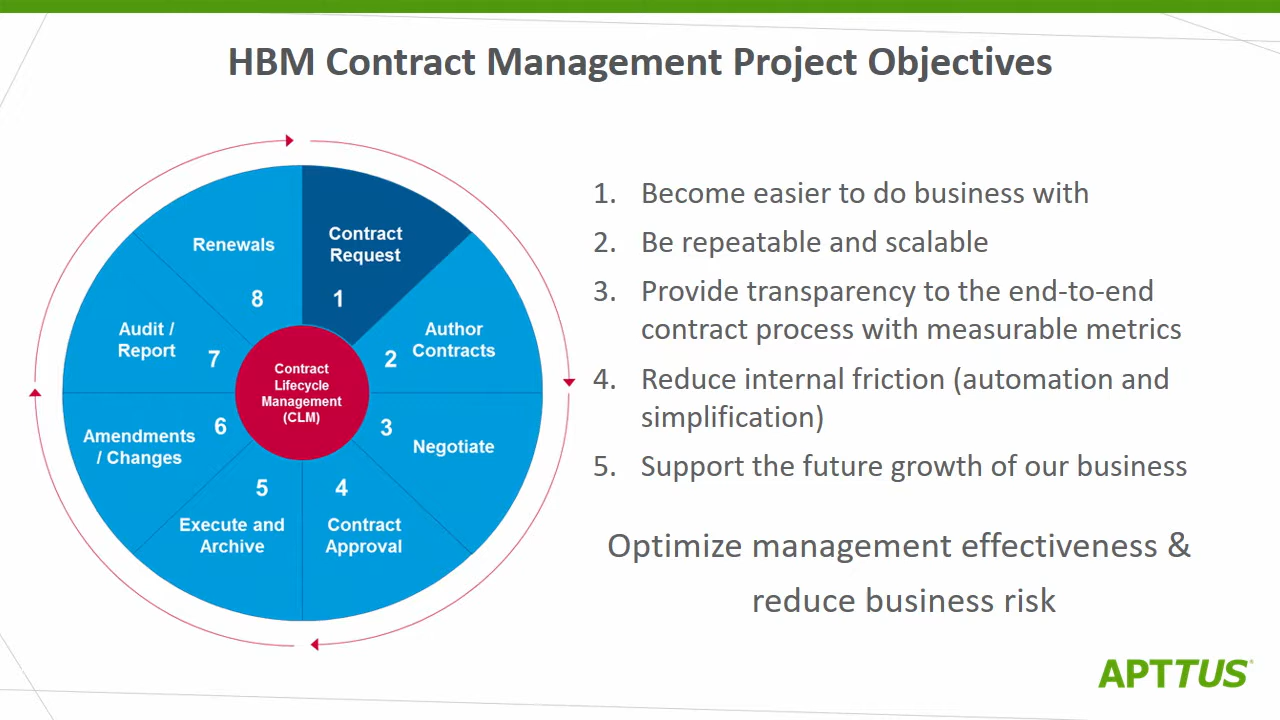 HBM Contract Management Project Objectives
Contract
Request
1
Author
Contracts
2
3
Negotiate
4
Contract
Approval
5
Execute and
Archive
6
Amendments
/ Changes
7
Audit /
Report
Renewals
8
Contract
Lifecycle
Management
(CLM)
1. Become easier to do business with
2. Be repeatable and scalable
3. Provide transparency to the end-to-end
contract process with measurable metrics
4. Reduce internal friction (automation and
simplification)
5. Support the future growth of our business
Optimize management effectiveness &
reduce business risk
APTTUS®